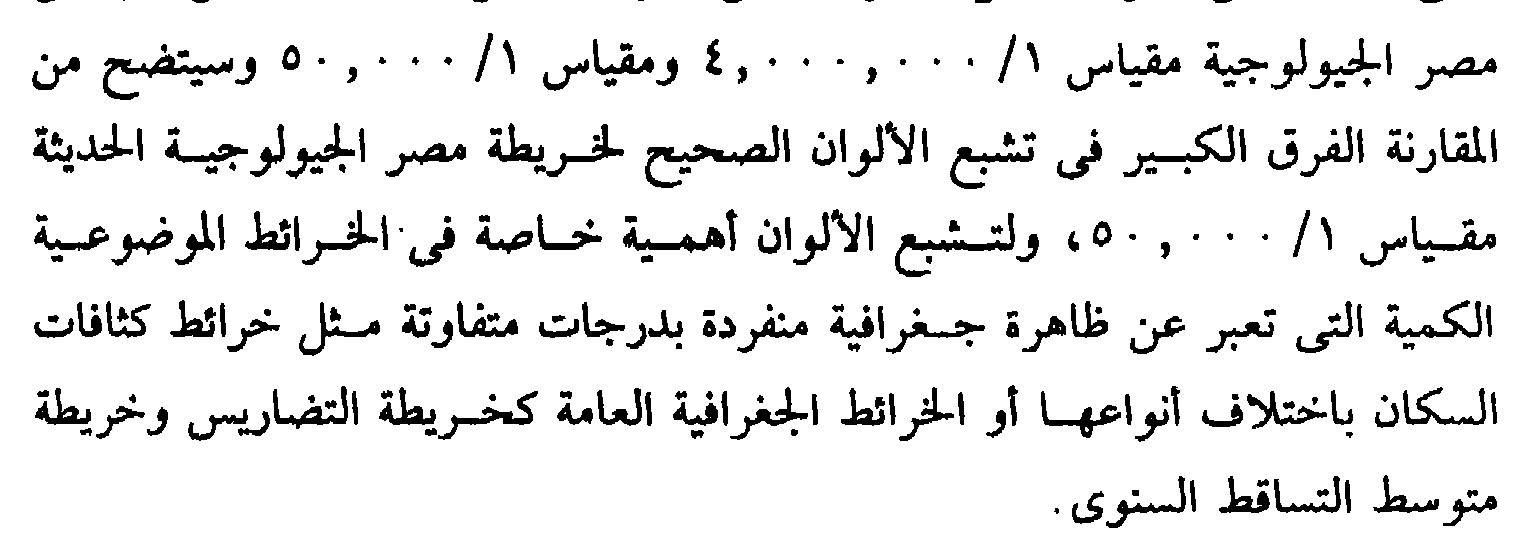 مصر الجيولوجية مقياس ١/ ٤,٠٠٠,٠٠٠ ومقياس ١/ ٥٠,٠٠٠ وسيتضح من
المقارنة الفرق الكبير فى تشبع الألوان الصحيح لخريطة مصر الجيولوجية الحديثة
مقياس ١/ ٥٠,٠٠٠، ولتشبع الألوان أهمية خاصة فى الخرائط الموضوعية
الكمية التى تعبر عن ظاهرة جغرافية منفردة بدرجات متفاوتة مثل خرائط كثافات
السكان باختلاف أنواعها أو الخرائط الجغرافية العامة كخريطة التضاريس وخريطة
متوسط التساقط السنوى.